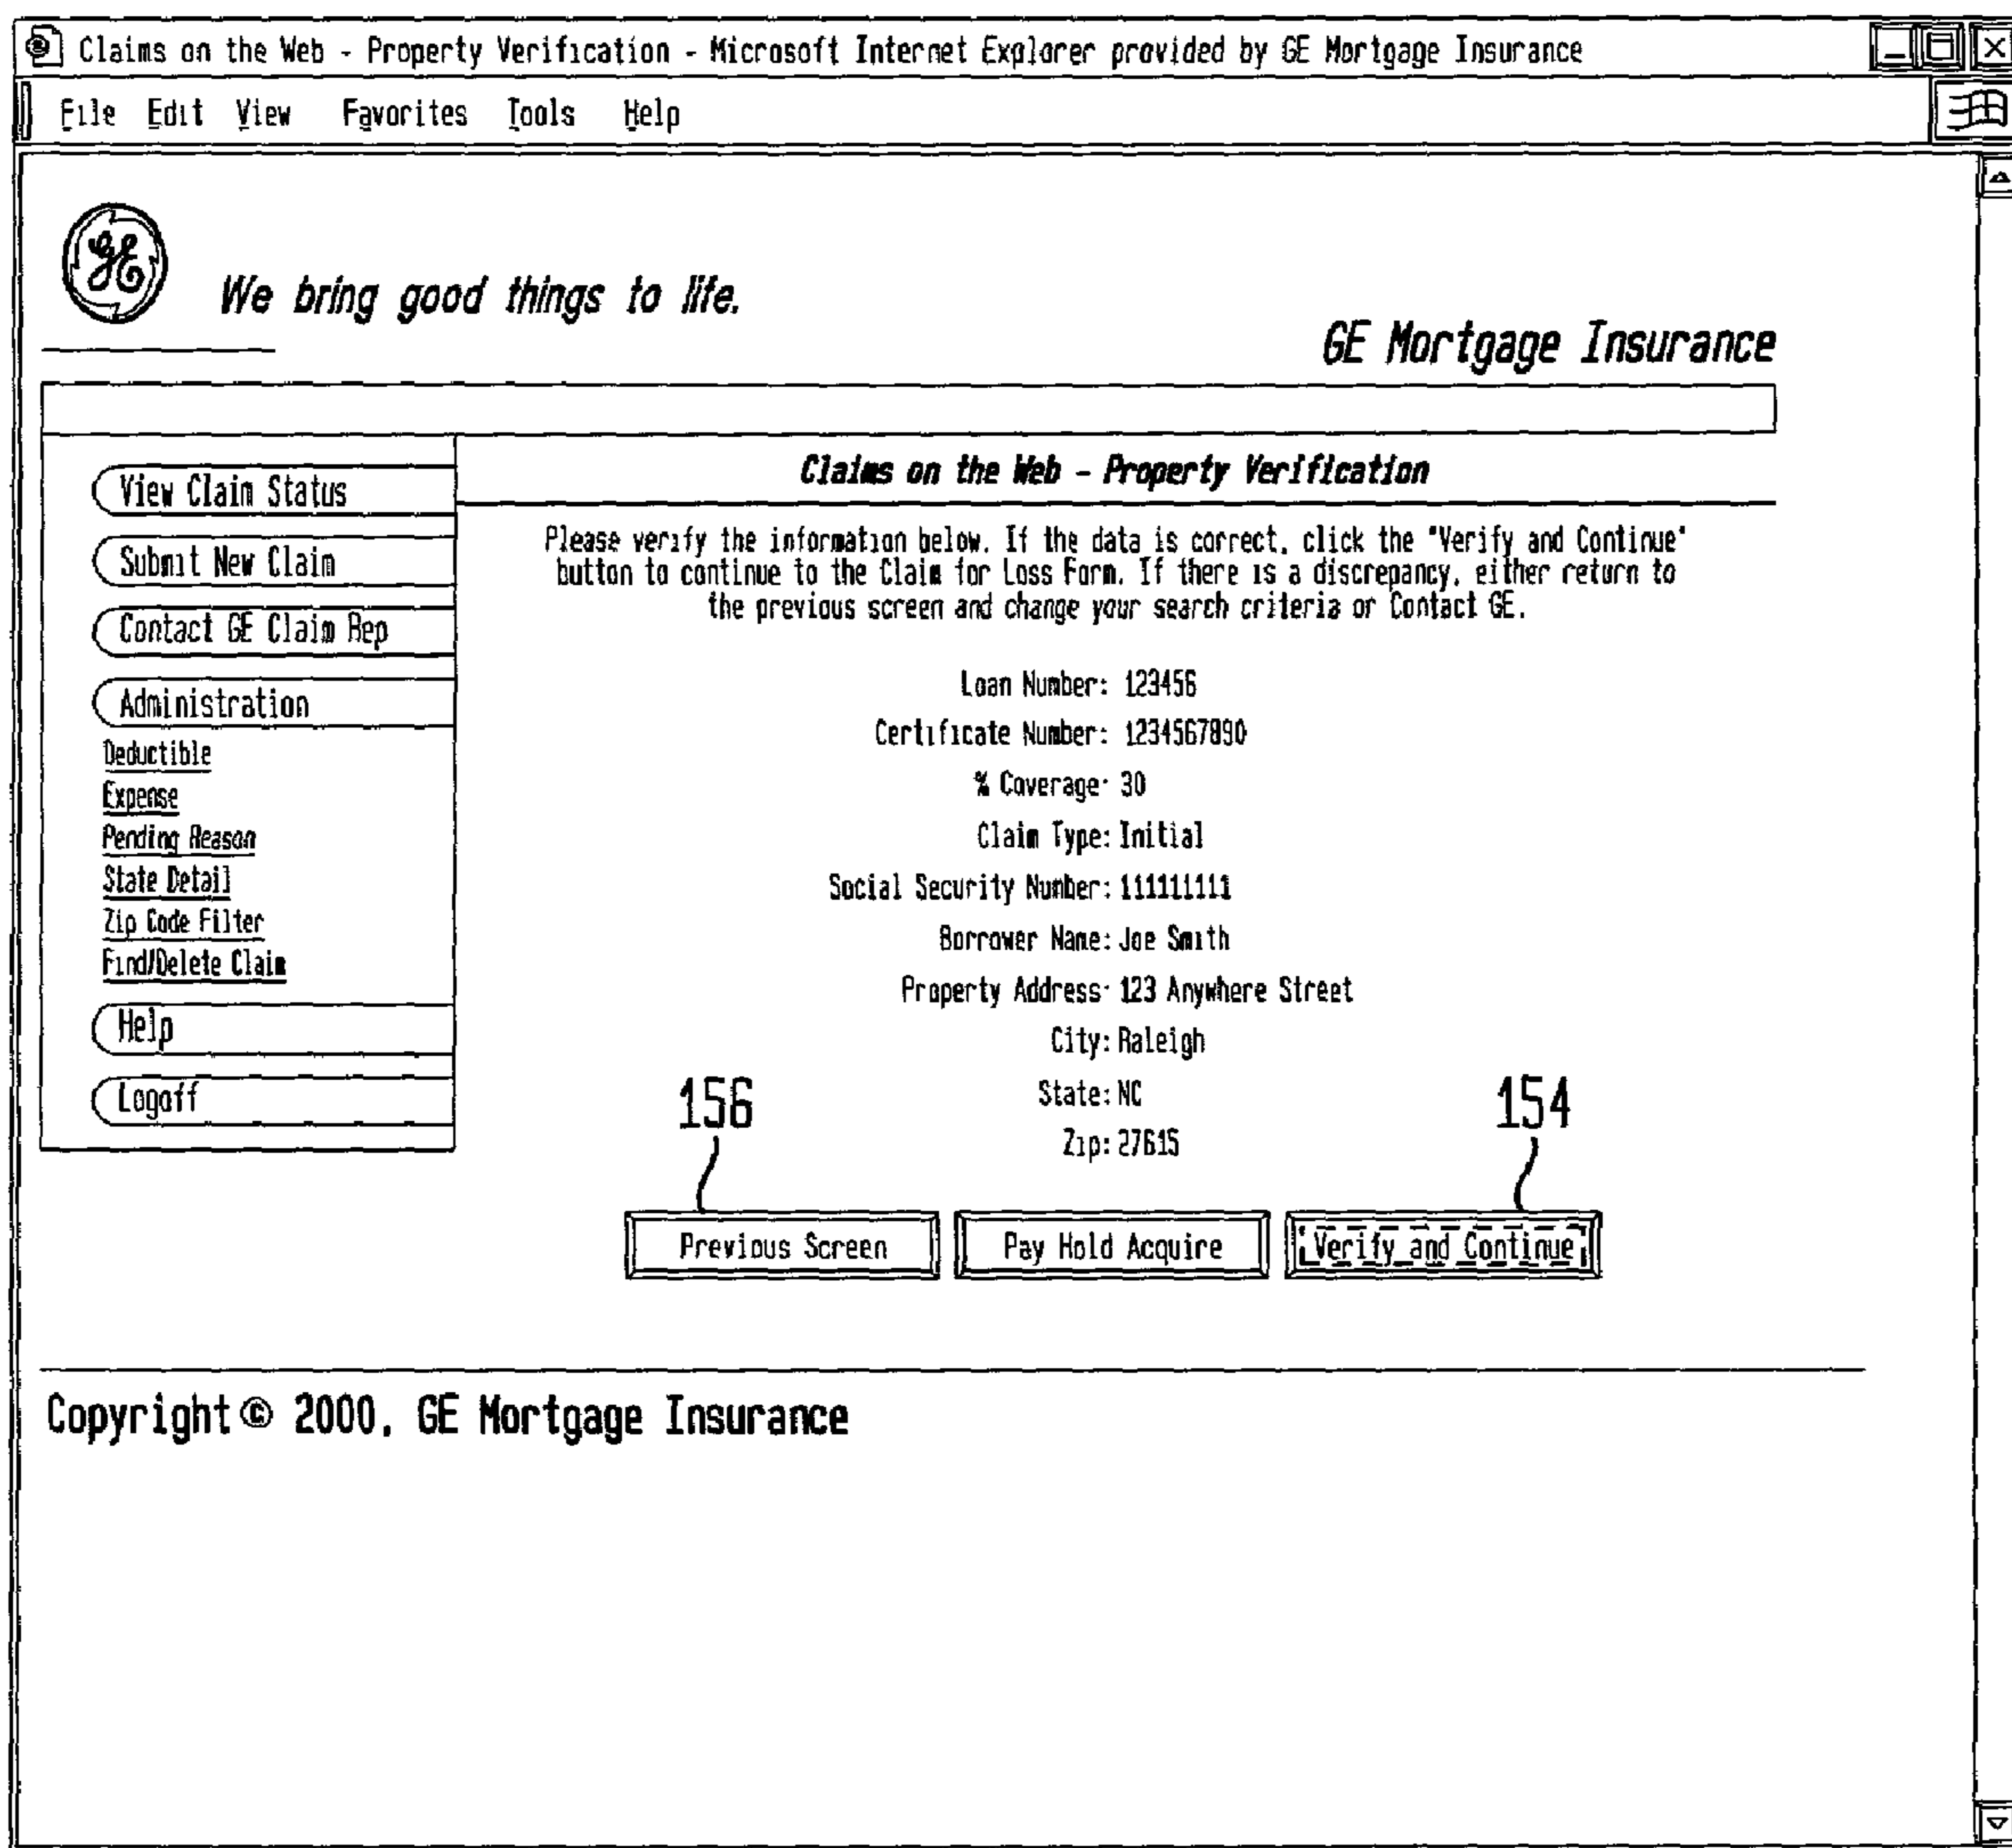 Claims on the Web - Property Verification - Microsoft Internet Explorer provided by GE Mortgage Insurance
File Edit View Favorites Tools Help
GE
We bring good things to life.
GE Mortgage Insurance
View Claim Status
Submit New Claim
Contact GE Claim Rep
Administration
Deductible
Expense
Pending Reason
State Detail
Zip Code Filter
Find/Delete Claim
Help
Logoff
Claims on the Web - Property Verification
Please verify the information below. If the data is correct, click the "Verify and Continue"
button to continue to the Claim for Loss Form. If there is a discrepancy, either return to
the previous screen and change your search criteria or Contact GE.
Loan Number: 123456
Certificate Number: 1234567890
% Coverage: 30
Claim Type: Initial
Social Security Number: 111111111
Borrower Name: Joe Smith
Property Address: 123 Anywhere Street
City: Raleigh
State: NC
Zip: 27615
156
154
Previous Screen
Pay Hold Acquire
Verify and Continue
Copyright © 2000, GE Mortgage Insurance